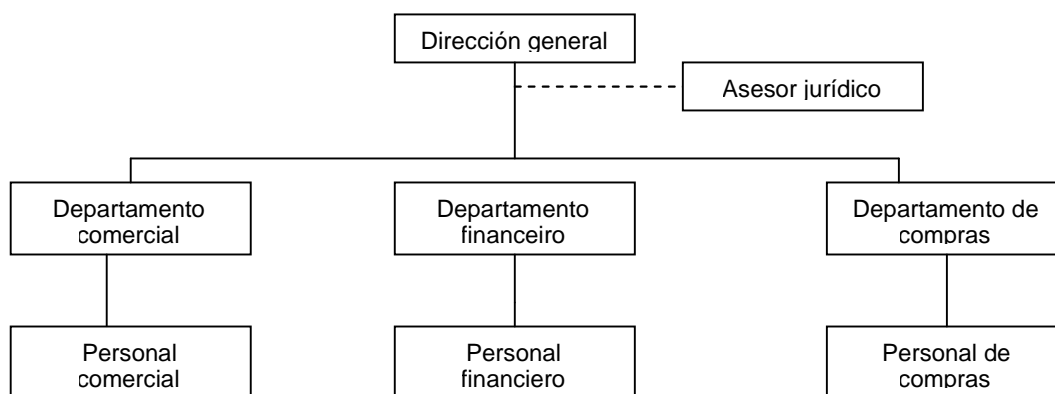 Dirección general
Asesor jurídico
Departamento
comercial
Departamento
financeiro
Departamento de
compras
Personal
comercial
Personal
financiero
Personal de
compras